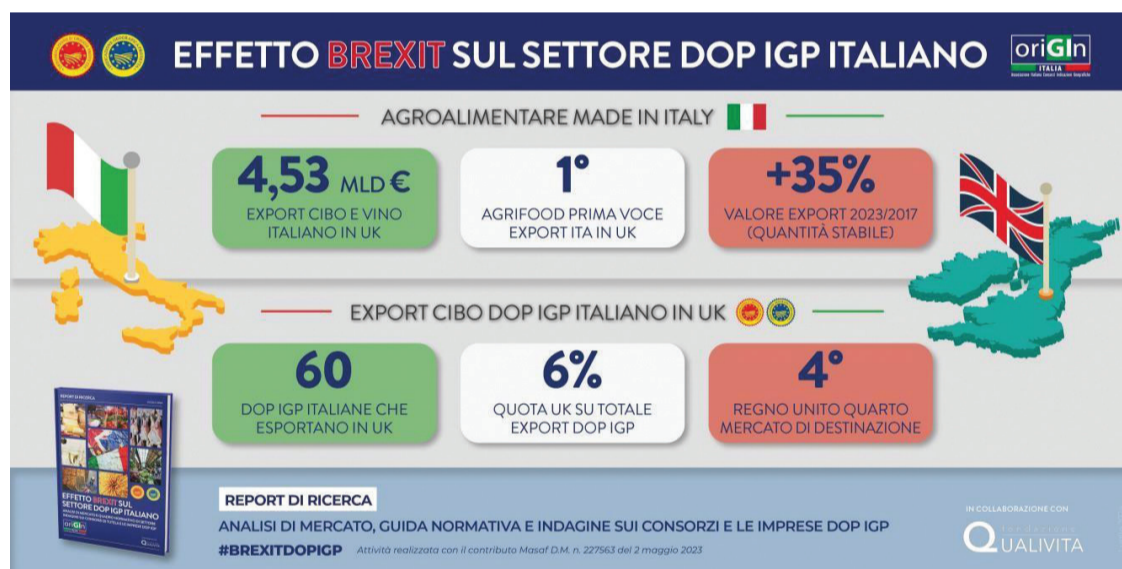 EFFETTO BREXIT SUL SETTORE DOP IGP ITALIANO
oriGIn
ITALIA
AGROALIMENTARE MADE IN ITALY
4,53 MLD €
EXPORT CIBO E VINO
ITALIANO IN UK
1°
AGRIFOOD PRIMA VOCE
EXPORT ITA IN UK
+35%
VALORE EXPORT 2023/2017
(QUANTITÀ STABILE)
EXPORT CIBO DOP IGP ITALIANO IN UK
60
DOP IGP ITALIANE CHE
ESPORTANO IN UK
6%
QUOTA UK SU TOTALE
EXPORT DOP IGP
4°
REGNO UNITO QUARTO
MERCATO DI DESTINAZIONE
REPORT DI RICERCA
EFFETTO BREXIT SUL
SETTORE DOP IGP ITALIANO
oriGIn
REPORT DI RICERCA
ANALISI DI MERCATO, GUIDA NORMATIVA E INDAGINE SUI CONSORZI E LE IMPRESE DOP IGP
#BREXITDOPIGP Attività realizzata con il contributo Masaf D.M. n. 227563 del 2 maggio 2023
IN COLLABORAZIONE CON
fondazione
QUALIVITA